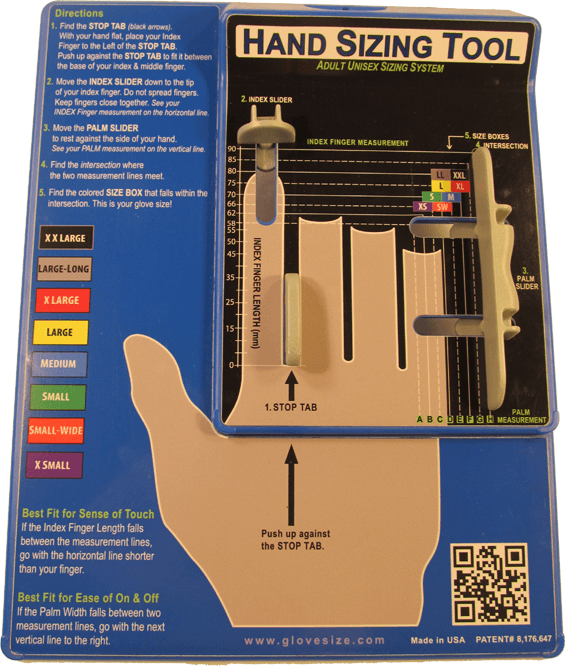 Directions
1. Find the STOP TAB (black arrows).
With your hand flat, place your Index
Finger to the Left of the STOP TAB.
Push up against the STOP TAB to fit it between
the base of your index & middle finger.
2. Move the INDEX SLIDER down to the tip
of your index finger. Do not spread fingers.
Keep fingers close together. See your
INDEX Finger measurement on the horizontal line.
3. Move the PALM SLIDER
to rest against the side of your hand.
See your PALM measurement on the vertical line.
4. Find the intersection where
the two measurement lines meet.
5. Find the colored SIZE BOX that falls within the
intersection. This is your glove size!
XX LARGE
LARGE-LONG
X LARGE
LARGE
MEDIUM
SMALL
SMALL-WIDE
X SMALL
Best Fit for Sense of Touch
If the Index Finger Length falls
between the measurement lines,
go with the horizontal line shorter
than your finger.
Best Fit for Ease of On & Off
If the Palm Width falls between two
measurement lines, go with the next
vertical line to the right.
HAND SIZING TOOL
ADULT UNISEX SIZING SYSTEM
2. INDEX SLIDER
INDEX FINGER MEASUREMENT
5. SIZE BOXES
4. INTERSECTION
90
85
80
75
70
66
62
58
55
50
45
35
25
15
0
LL XXL
L XL
S M
XS SW
INDEX FINGER LENGTH (mm)
3.
PALM
SLIDER
1. STOP TAB
A B C D E F G H
PALM
MEASUREMENT
Push up against
the STOP TAB.
www.glovesize.com
Made in USA PATENT# 8,176,647